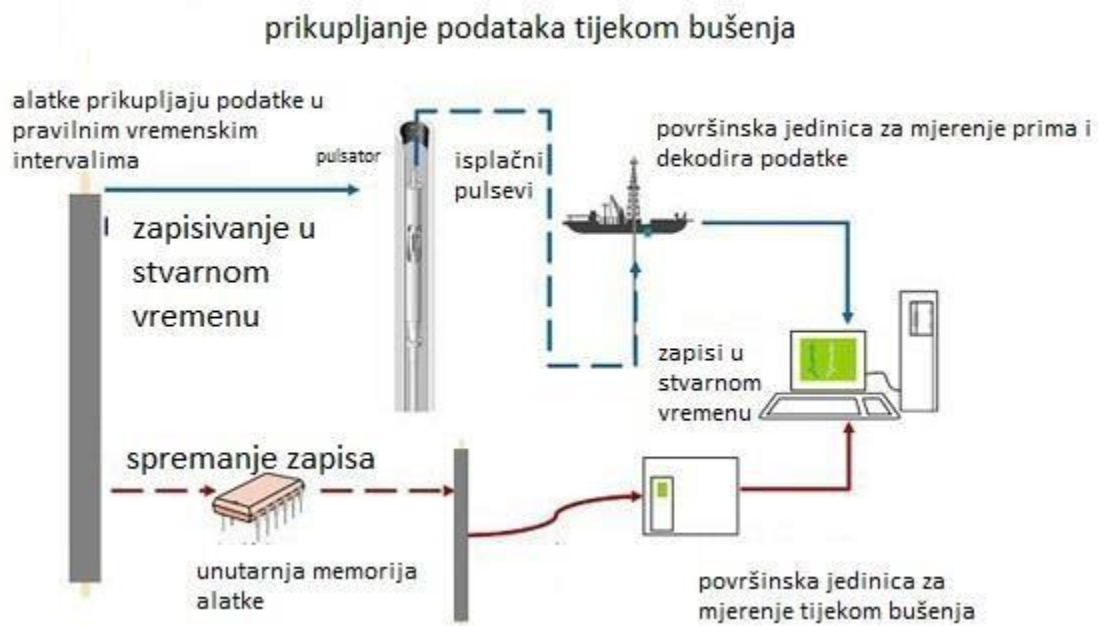 prikupljanje podataka tijekom bušenja
alatke prikupljaju podatke u
pravilnim vremenskim
intervalima
pulsator
isplačni
pulsevi
površinska jedinica za mjerenje prima i
dekodira podatke
zapisivanje u
stvarnom
vremenu
zapisi u
stvarnom
vremenu
spremanje zapisa
unutarnja memorija
alatke
površinska jedinica za
mjerenje tijekom bušenja